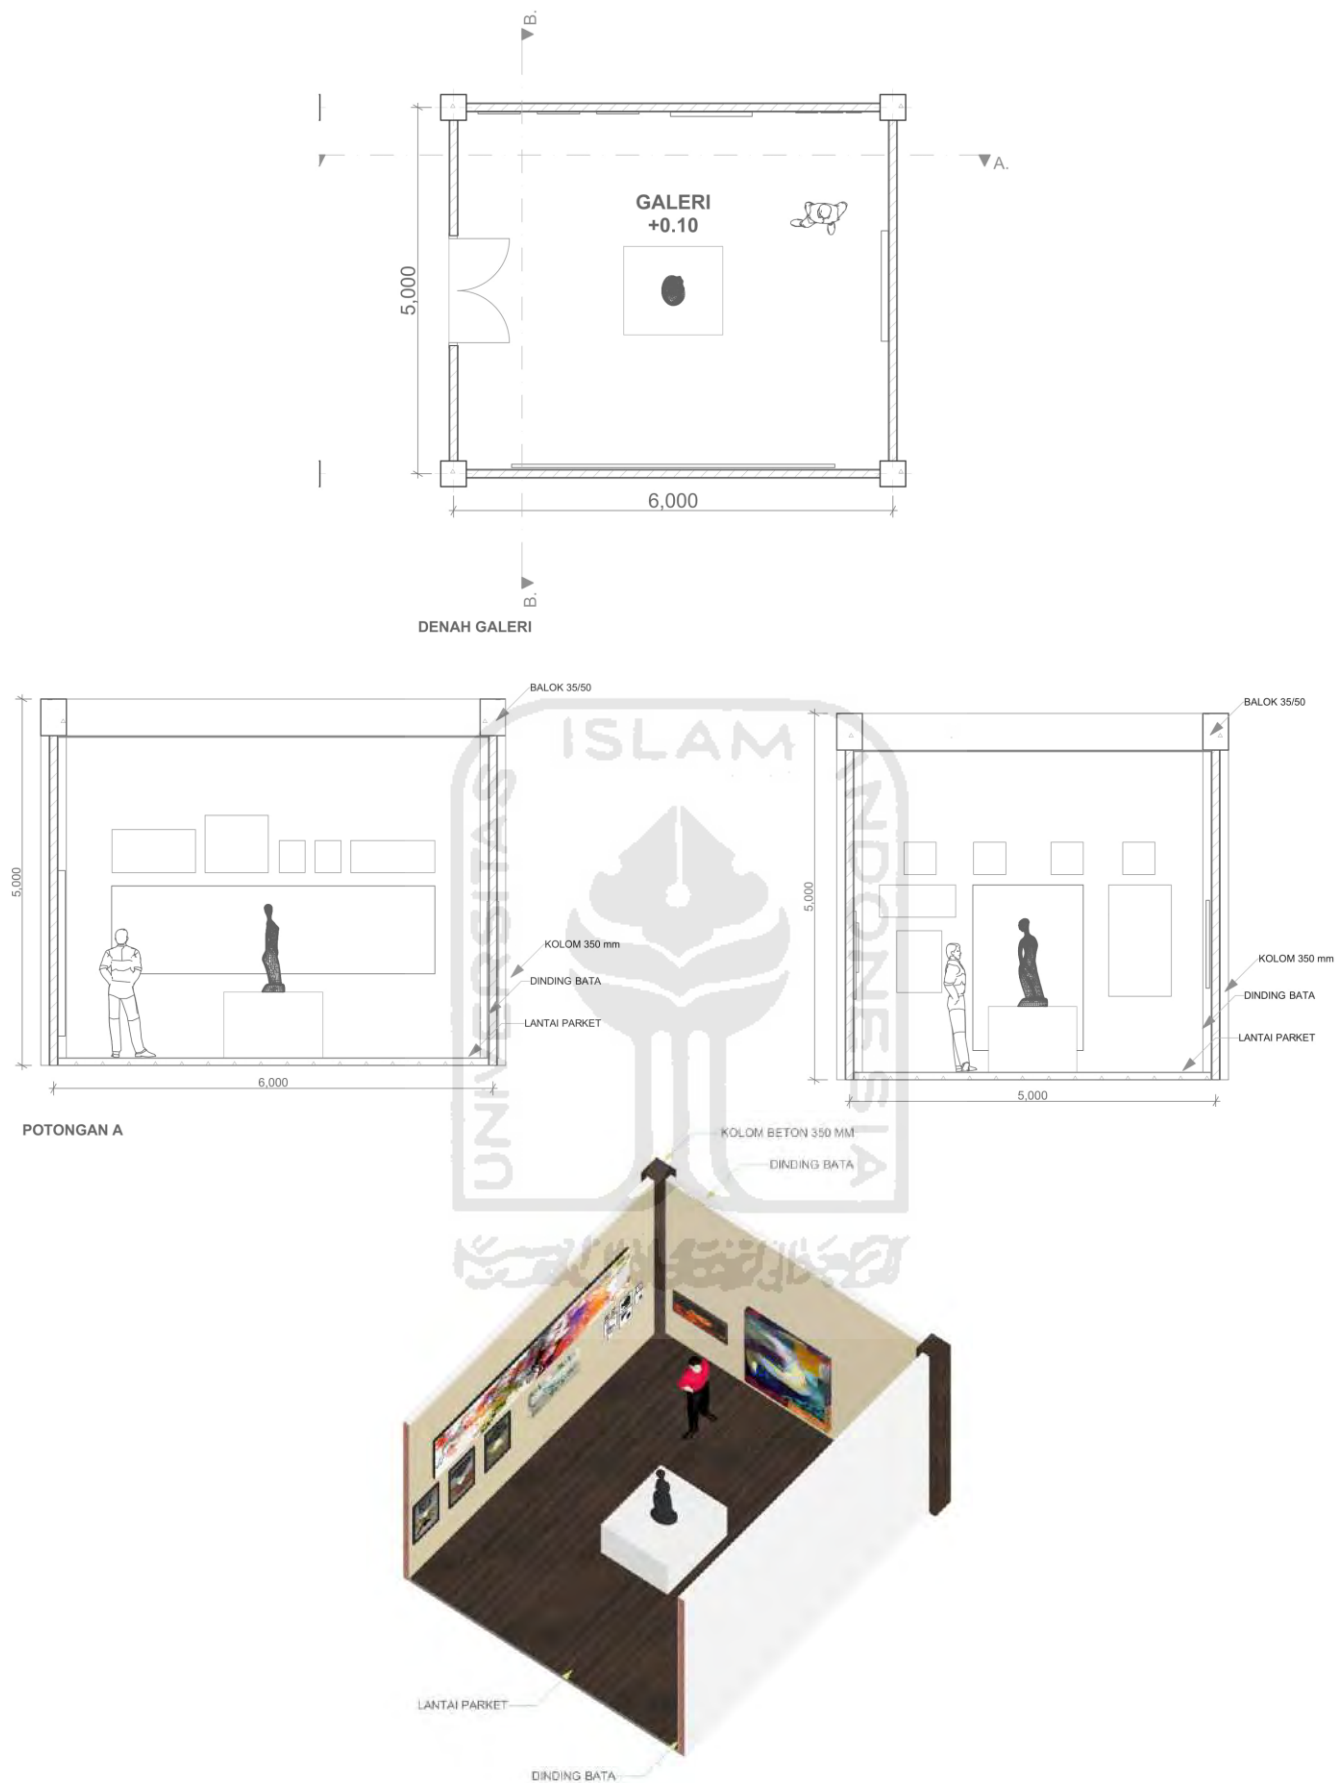 B.
A.
GALERI
+0.10
5,000
6,000
B.
DENAH GALERI
BALOK 35/50
5,000
KOLOM 350 mm
DINDING BATA
LANTAI PARKET
6,000
POTONGAN A
BALOK 35/50
5,000
KOLOM 350 mm
DINDING BATA
LANTAI PARKET
5,000
UNIVERSITAS
ISLAM
INDONESIA
KOLOM BETON 350 MM
DINDING BATA
LANTAI PARKET
DINDING BATA